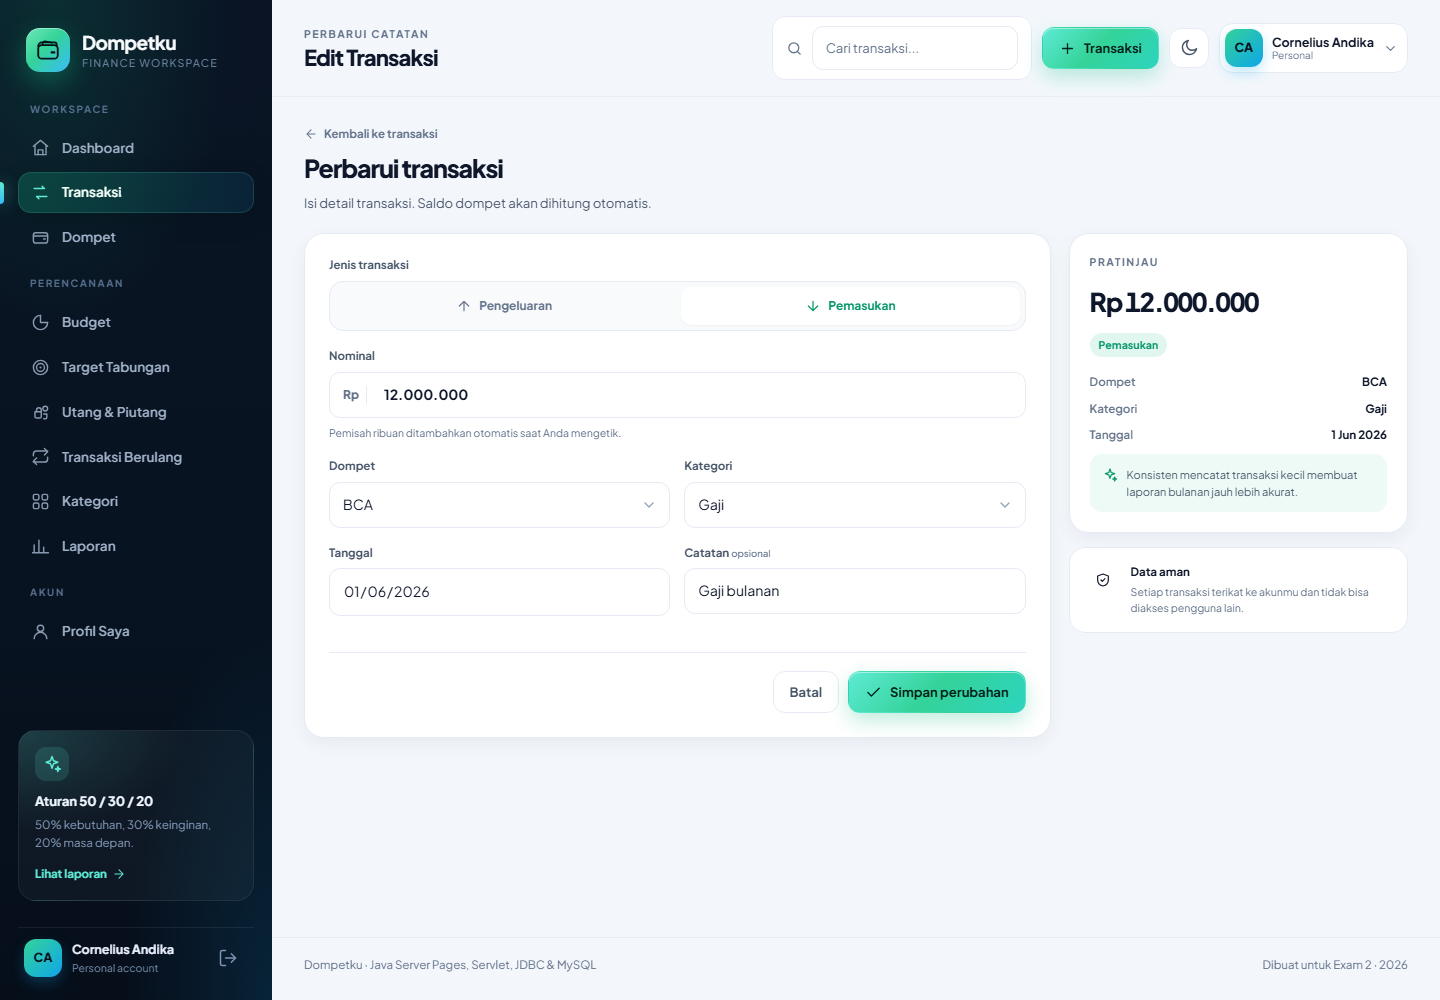 Dompetku
FINANCE WORKSPACE
WORKSPACE
Dashboard
Transaksi
Dompet
PERENCANAAN
Budget
Target Tabungan
Utang & Piutang
Transaksi Berulang
Kategori
Laporan
AKUN
Profil Saya
Aturan 50 / 30 / 20
50% kebutuhan, 30% keinginan,
20% masa depan.
Lihat laporan
CA
Cornelius Andika
Personal account
PERBARUI CATATAN
Edit Transaksi
Cari transaksi...
Transaksi
CA
Cornelius Andika
Personal
Kembali ke transaksi
Perbarui transaksi
Isi detail transaksi. Saldo dompet akan dihitung otomatis.
Jenis transaksi
Pengeluaran
Pemasukan
Nominal
Rp 12.000.000
Pemisah ribuan ditambahkan otomatis saat Anda mengetik.
Dompet
BCA
Kategori
Gaji
Tanggal
01/06/2026
Catatan opsional
Gaji bulanan
Batal
Simpan perubahan
PRATINJAU
Rp 12.000.000
Pemasukan
Dompet BCA
Kategori Gaji
Tanggal 1 Jun 2026
Konsisten mencatat transaksi kecil membuat
laporan bulanan jauh lebih akurat.
Data aman
Setiap transaksi terikat ke akunmu dan tidak bisa
diakses pengguna lain.
Dompetku · Java Server Pages, Servlet, JDBC & MySQL
Dibuat untuk Exam 2 · 2026